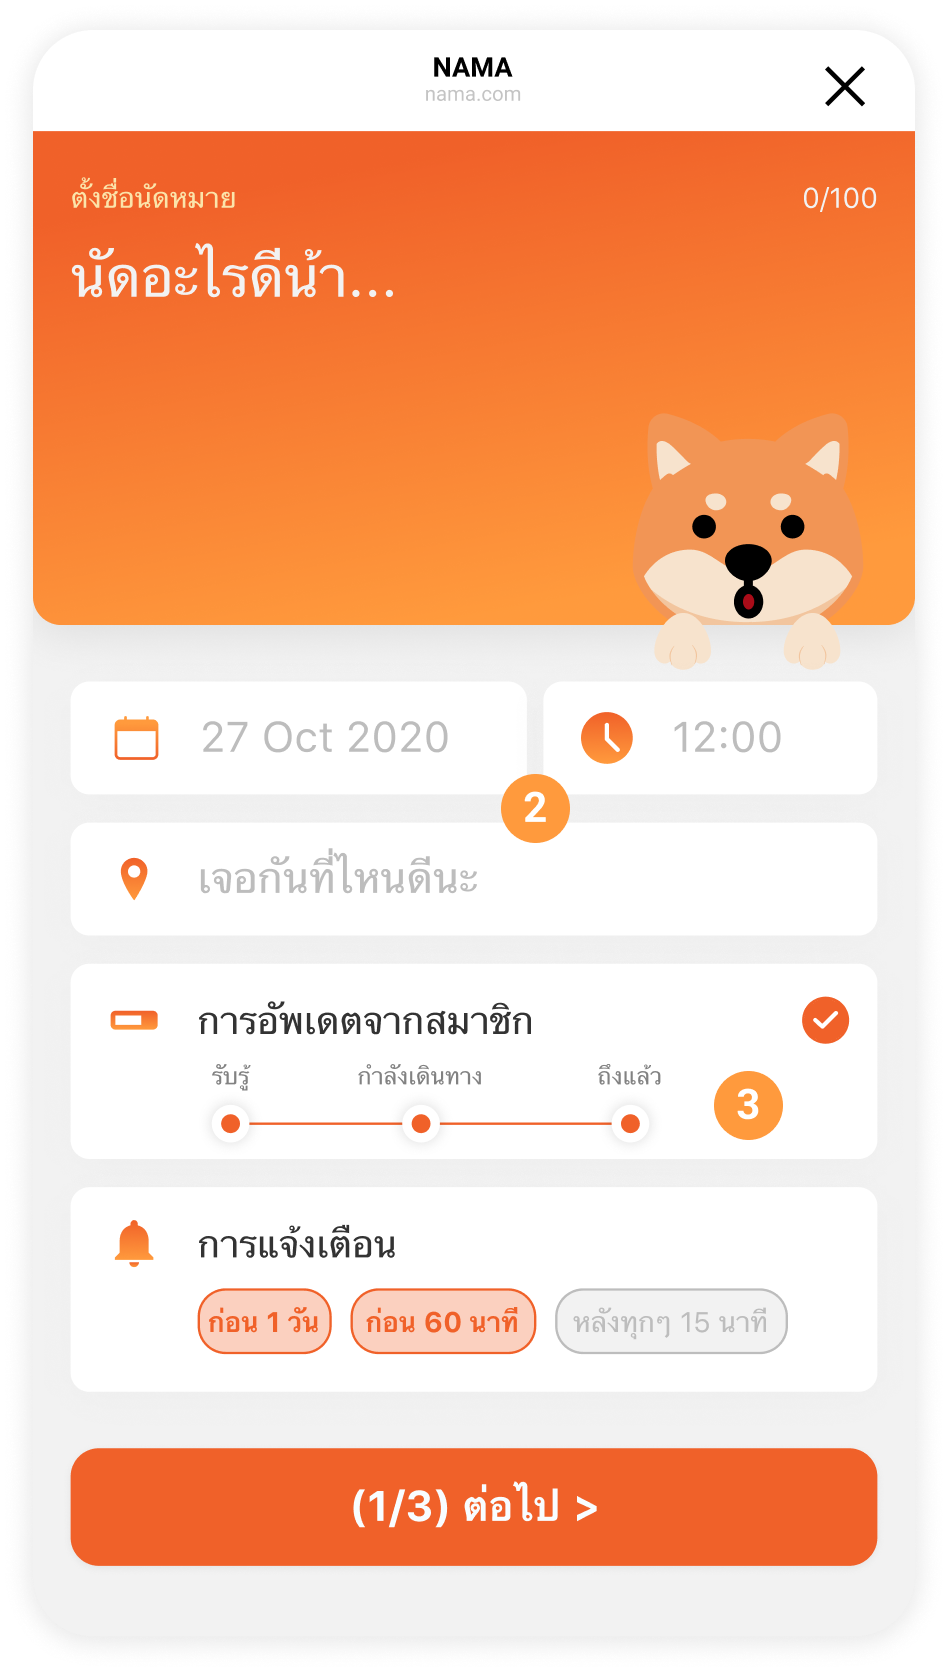 NAMA
nama.com
ตั้งชื่อนัดหมาย 0/100
นัดอะไรดีน้า...
27 Oct 2020 12:00
2
เจอกันที่ไหนดีนะ
การอัพเดตจากสมาชิก
รับรู้ กำลังเดินทาง ถึงแล้ว
3
การแจ้งเตือน
ก่อน 1 วัน ก่อน 60 นาที หลังทุกๆ 15 นาที
(1/3) ต่อไป >